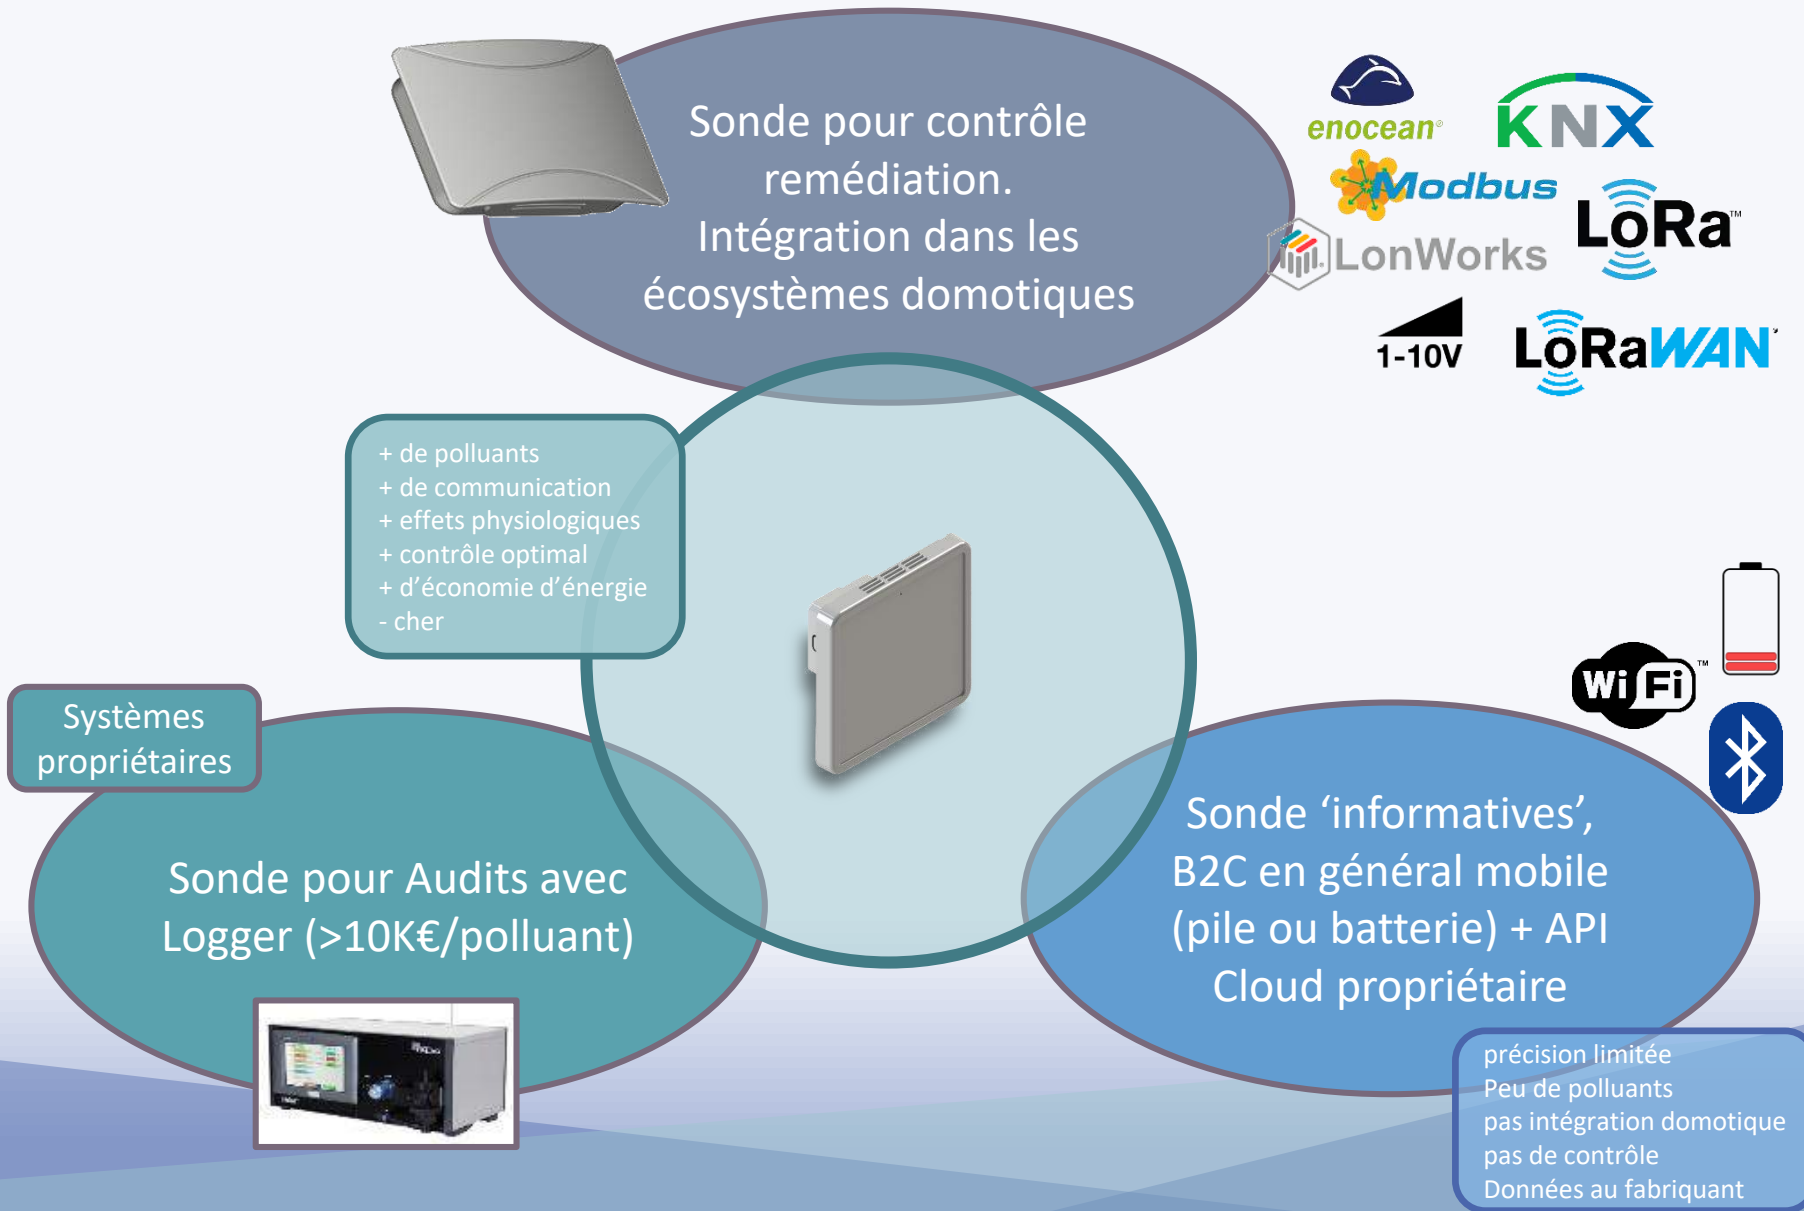 Sonde pour contrôle
remédiation.
Intégration dans les
écosystèmes domotiques
enocean®
KNX
Modbus
LoRa™
LonWorks
1-10V
LoRaWAN
+ de polluants
+ de communication
+ effets physiologiques
+ contrôle optimal
+ d’économie d’énergie
- cher
Systèmes
propriétaires
Sonde pour Audits avec
Logger (>10K€/polluant)
Wi Fi ™
Sonde ‘informatives’,
B2C en général mobile
(pile ou batterie) + API
Cloud propriétaire
précision limitée
Peu de polluants
pas intégration domotique
pas de contrôle
Données au fabriquant